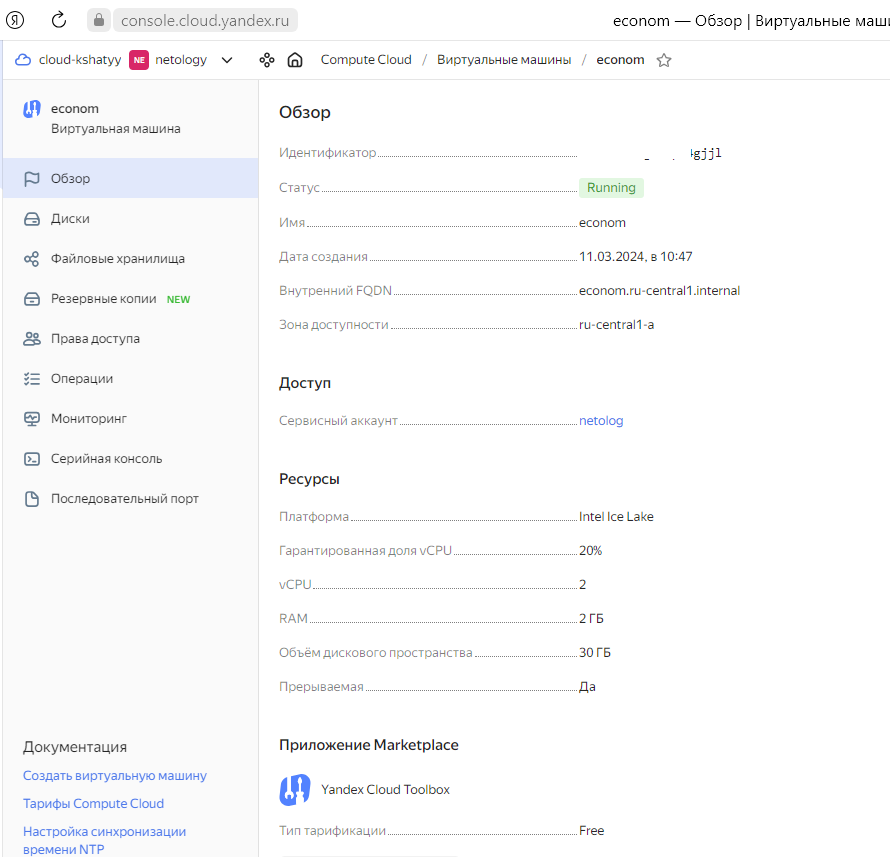 console.cloud.yandex.ru
econom — Обзор | Виртуальные маши
cloud-kshatyy NE netology Compute Cloud / Виртуальные машины / econom
econom
Виртуальная машина
Обзор
Диски
Файловые хранилища
Резервные копии NEW
Права доступа
Операции
Мониторинг
Серийная консоль
Последовательный порт
Документация
Создать виртуальную машину
Тарифы Compute Cloud
Настройка синхронизации
времени NTP
Обзор
Идентификатор 4gjjl
Статус Running
Имя econom
Дата создания 11.03.2024, в 10:47
Внутренний FQDN econom.ru-central1.internal
Зона доступности ru-central1-a
Доступ
Сервисный аккаунт netolog
Ресурсы
Платформа Intel Ice Lake
Гарантированная доля vCPU 20%
vCPU 2
RAM 2 ГБ
Объём дискового пространства 30 ГБ
Прерываемая Да
Приложение Marketplace
Yandex Cloud Toolbox
Тип тарификации Free